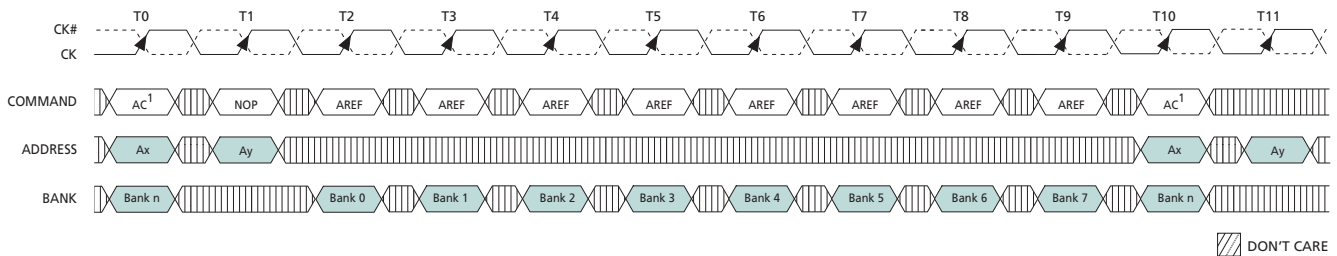 T0 T1 T2 T3 T4 T5 T6 T7 T8 T9 T10 T11
CK#
CK
COMMAND AC1 NOP AREF AREF AREF AREF AREF AREF AREF AREF AC1
ADDRESS Ax Ay Ax Ay
BANK Bank n Bank 0 Bank 1 Bank 2 Bank 3 Bank 4 Bank 5 Bank 6 Bank 7 Bank n
DON'T CARE